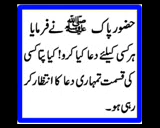 حضور پاک ﷺ نے فرمایا
ہر کسی کیلئے دعا کیا کرو! کیا پتا کسی
کی قسمت تمہاری دعا کا انتظار کر
رہی ہو۔